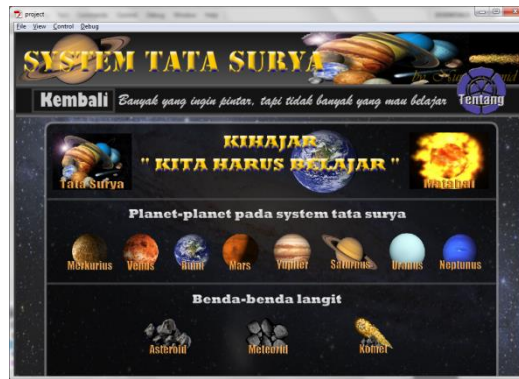 project
File View Control Debug
SYSTEM TATA SURYA
Kembali Banyak yang ingin pintar, tapi tidak banyak yang mau belajar Tentang
KIHAJAR
" KITA HARUS BELAJAR "
Tata Surya
Matahari
Planet-planet pada system tata surya
Merkurius Venus Bumi Mars Yupiter Saturnus Uranus Neptunus
Benda-benda langit
Asteroid Meteorid Komet